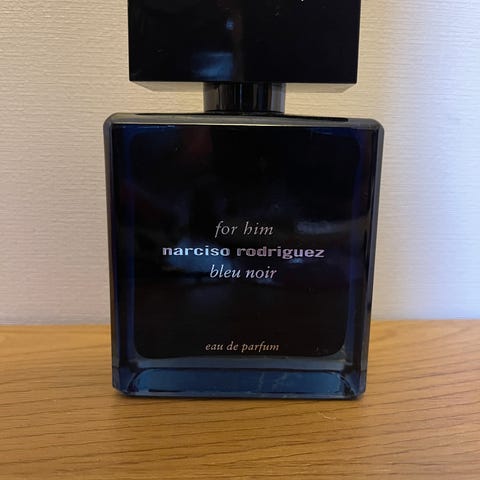 for him
narciso rodriguez
bleu noir
eau de parfum